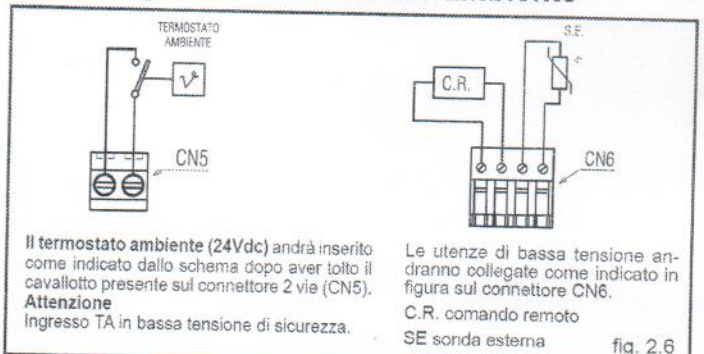 TERMOSTATO
AMBIENTE
CN5
Il termostato ambiente (24Vdc) andrà inserito
come indicato dallo schema dopo aver tolto il
cavallotto presente sul connettore 2 vie (CN5).
Attenzione
Ingresso TA in bassa tensione di sicurezza.
S.E.
C.R.
CN6
Le utenze di bassa tensione an-
dranno collegate come indicato in
figura sul connettore CN6.
C.R. comando remoto
SE sonda esterna
fig. 2.6